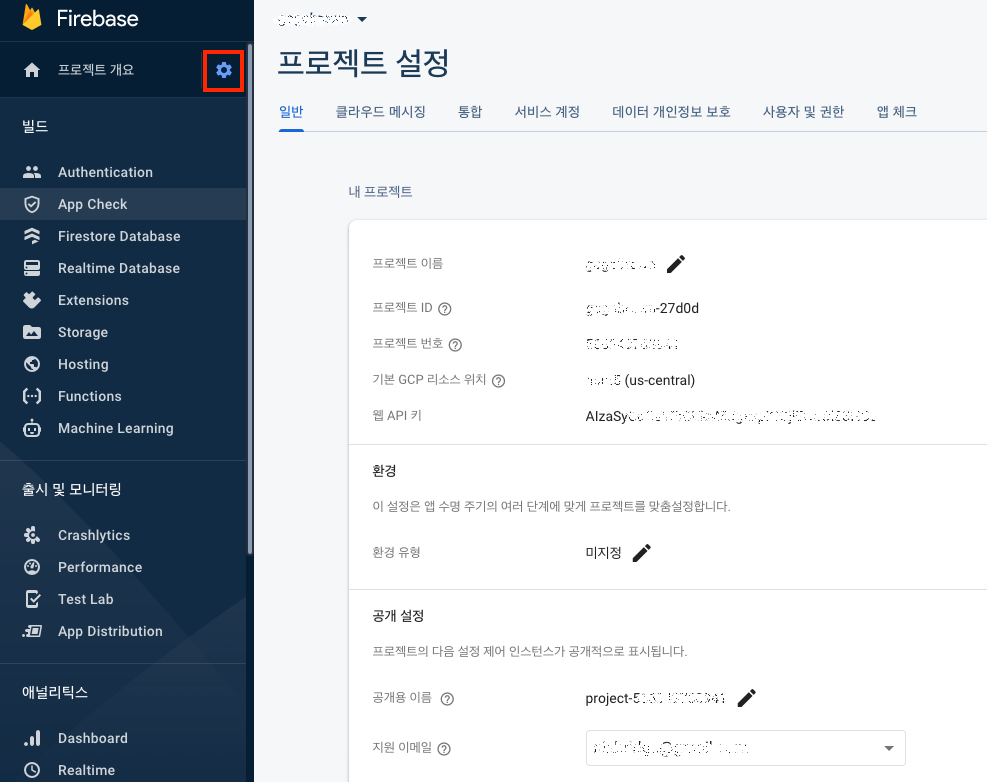 Firebase
프로젝트 개요
빌드
Authentication
App Check
Firestore Database
Realtime Database
Extensions
Storage
Hosting
Functions
Machine Learning
출시 및 모니터링
Crashlytics
Performance
Test Lab
App Distribution
애널리틱스
Dashboard
Realtime
프로젝트 설정
일반 클라우드 메시징 통합 서비스 계정 데이터 개인정보 보호 사용자 및 권한 앱 체크
내 프로젝트
프로젝트 이름
프로젝트 ID -27d0d
프로젝트 번호
기본 GCP 리소스 위치 (us-central)
웹 API 키
환경
이 설정은 앱 수명 주기의 여러 단계에 맞게 프로젝트를 맞춤설정합니다.
환경 유형 미지정
공개 설정
프로젝트의 다음 설정 제어 인스턴스가 공개적으로 표시됩니다.
공개용 이름 project-
지원 이메일